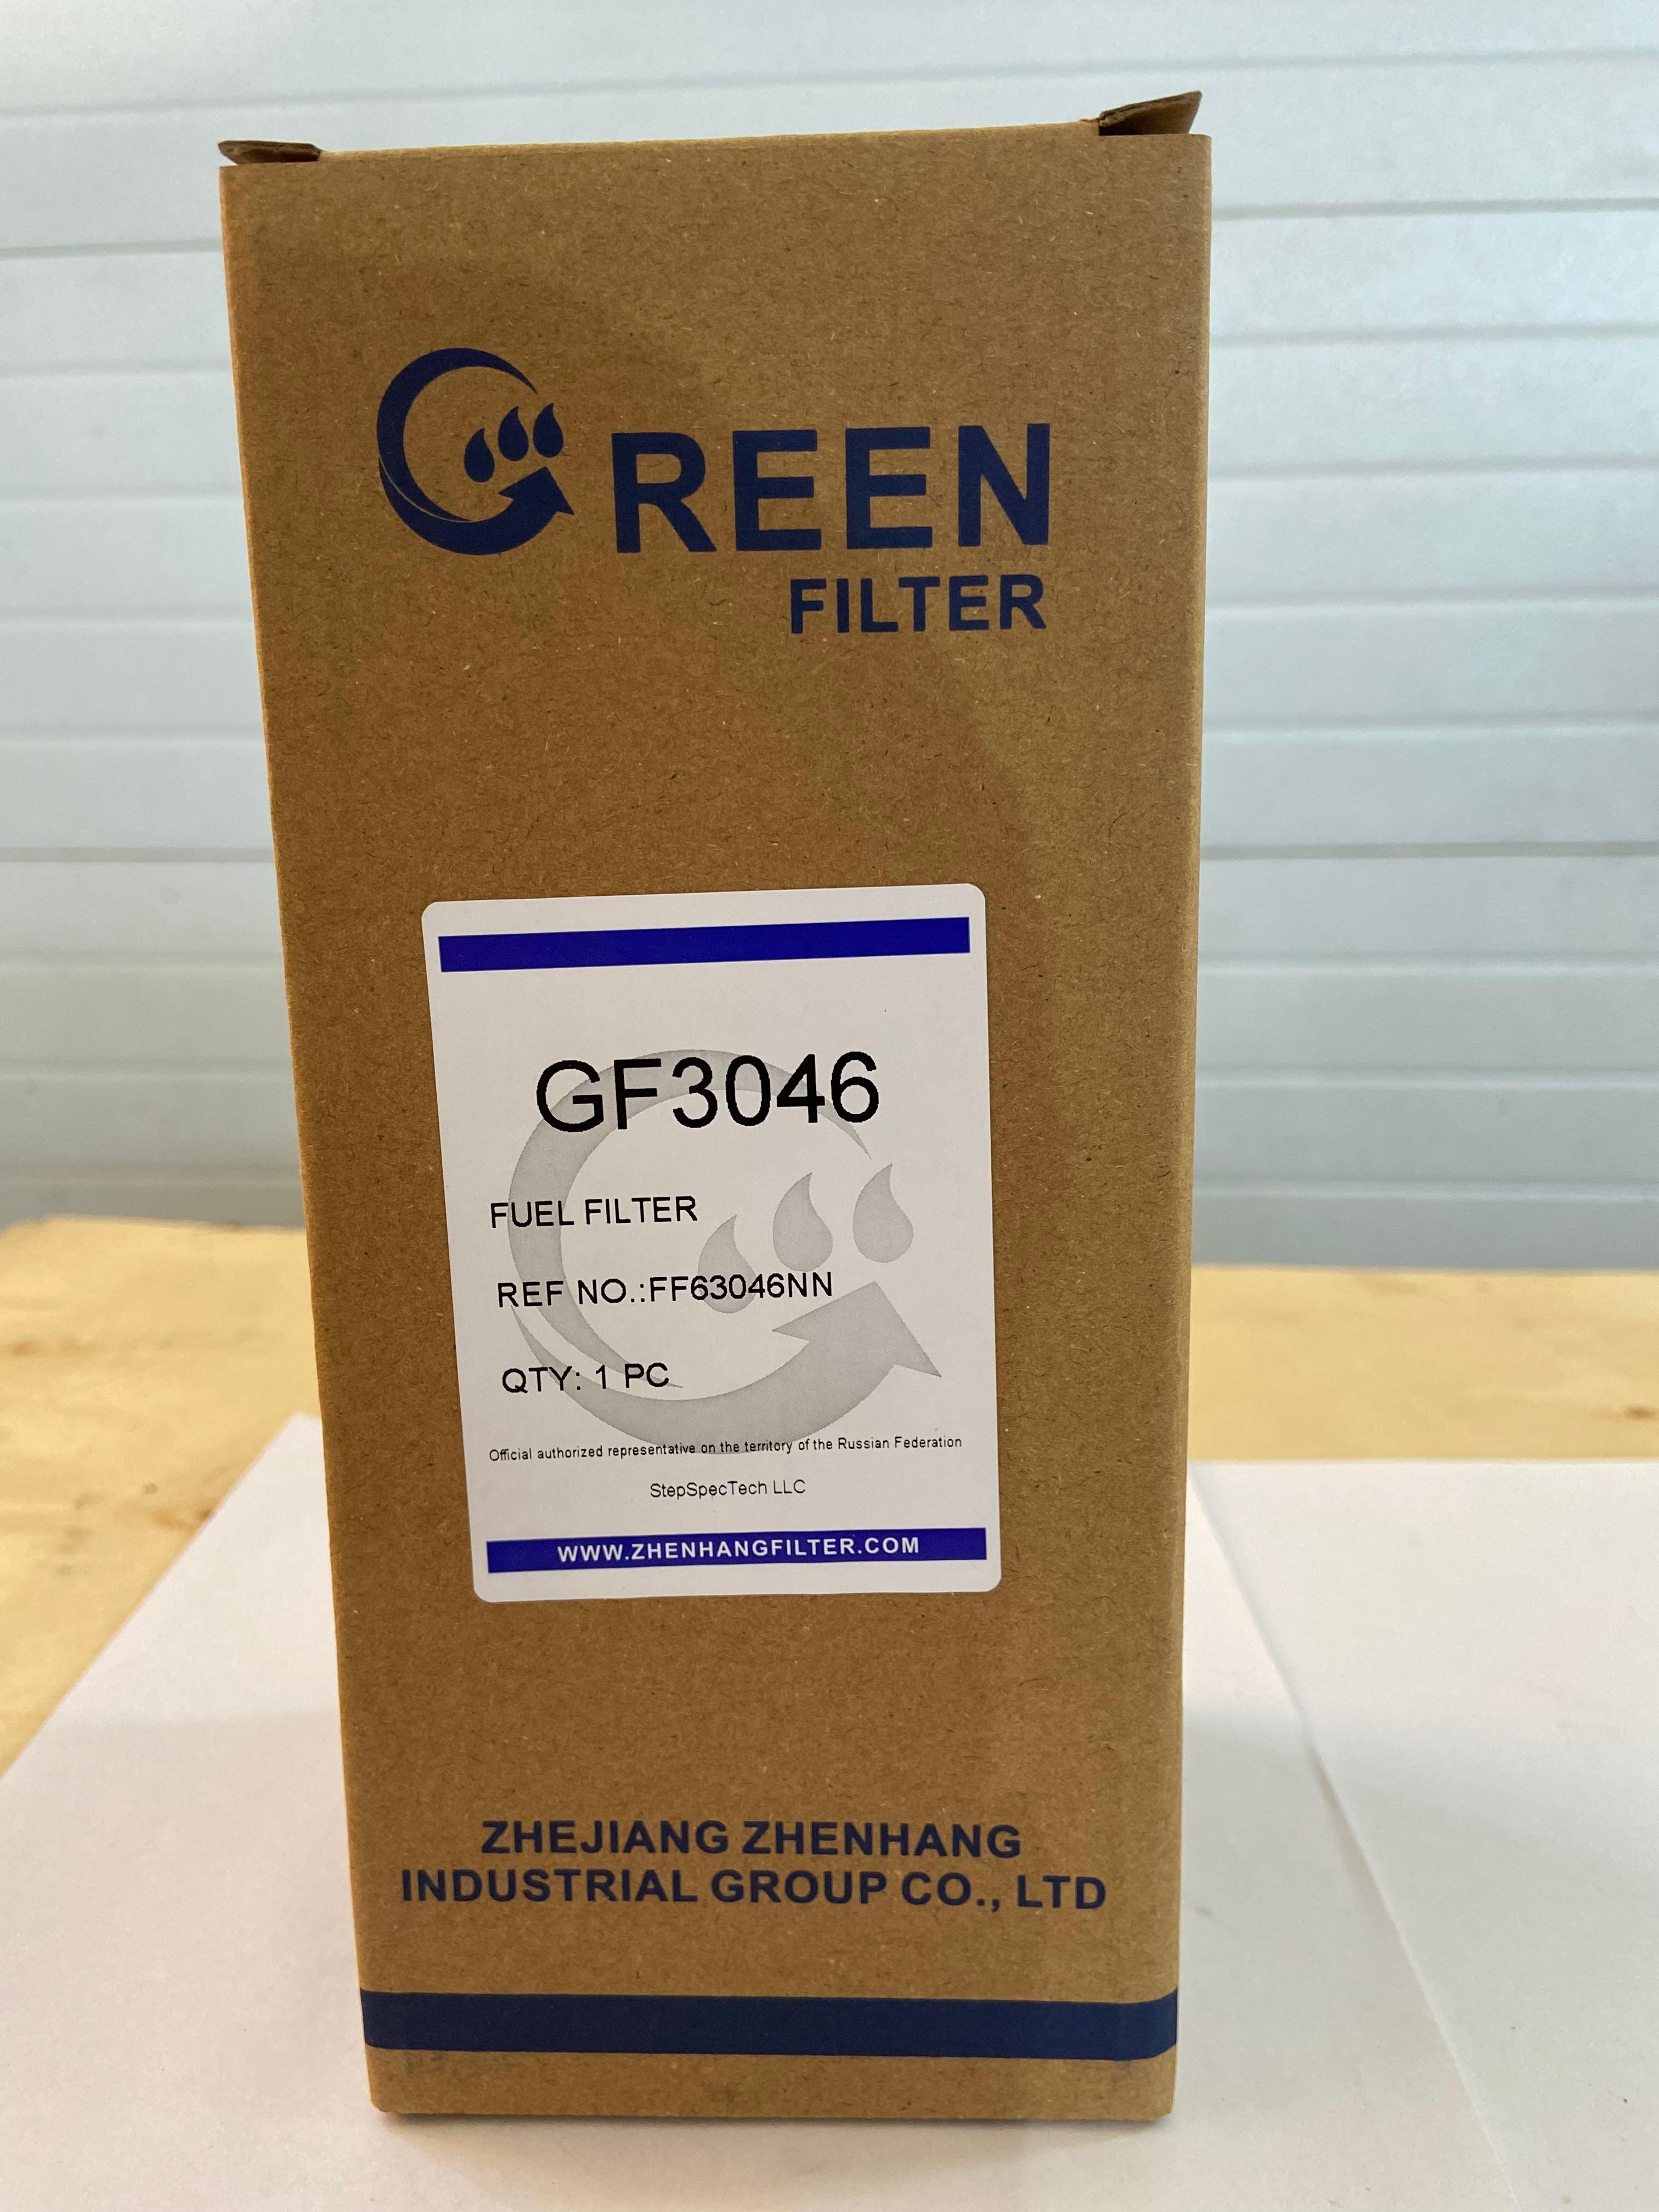 GREEN
FILTER
GF3046
FUEL FILTER
REF NO.:FF63046NN
QTY: 1 PC
Official authorized representative on the territory of the Russian Federation
StepSpecTech LLC
WWW.ZHENHANGFILTER.COM
ZHEJIANG ZHENHANG
INDUSTRIAL GROUP CO., LTD